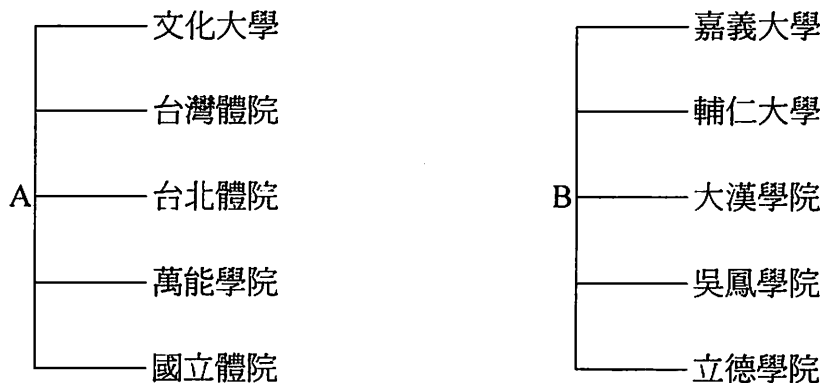 文化大學
台灣體院
A
台北體院
萬能學院
國立體院
嘉義大學
輔仁大學
B
大漢學院
吳鳳學院
立德學院